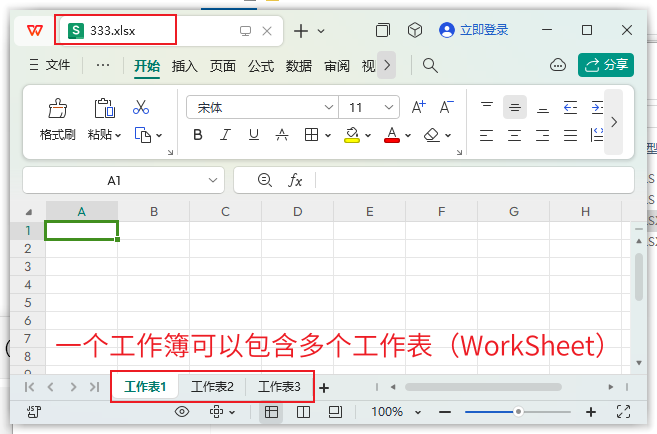 333.xlsx
立即登录
文件 开始 插入 页面 公式 数据 审阅 视
分享
宋体 11 A+ A-
格式刷 粘贴 B I U A A
A1 fx
A B C D E F G H
1
2
3
4
5
6
7
8
一个工作簿可以包含多个工作表（WorkSheet）
工作表1 工作表2 工作表3
100%